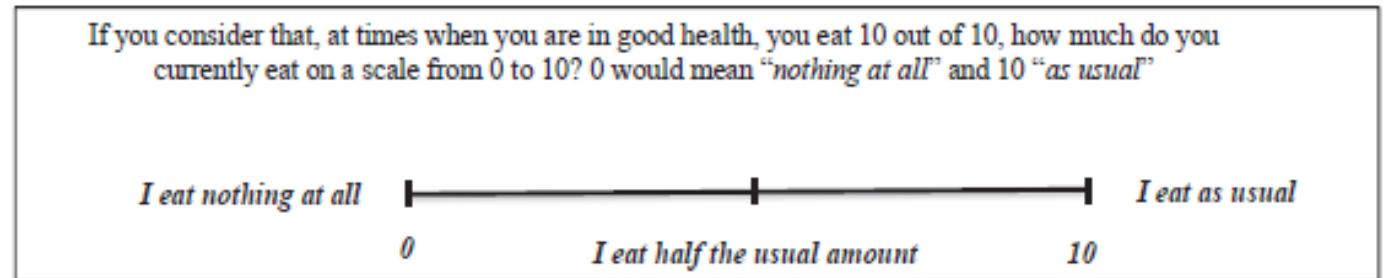 If you consider that, at times when you are in good health, you eat 10 out of 10, how much do you
currently eat on a scale from 0 to 10? 0 would mean “nothing at all” and 10 “as usual”
I eat nothing at all
I eat as usual
0
I eat half the usual amount
10